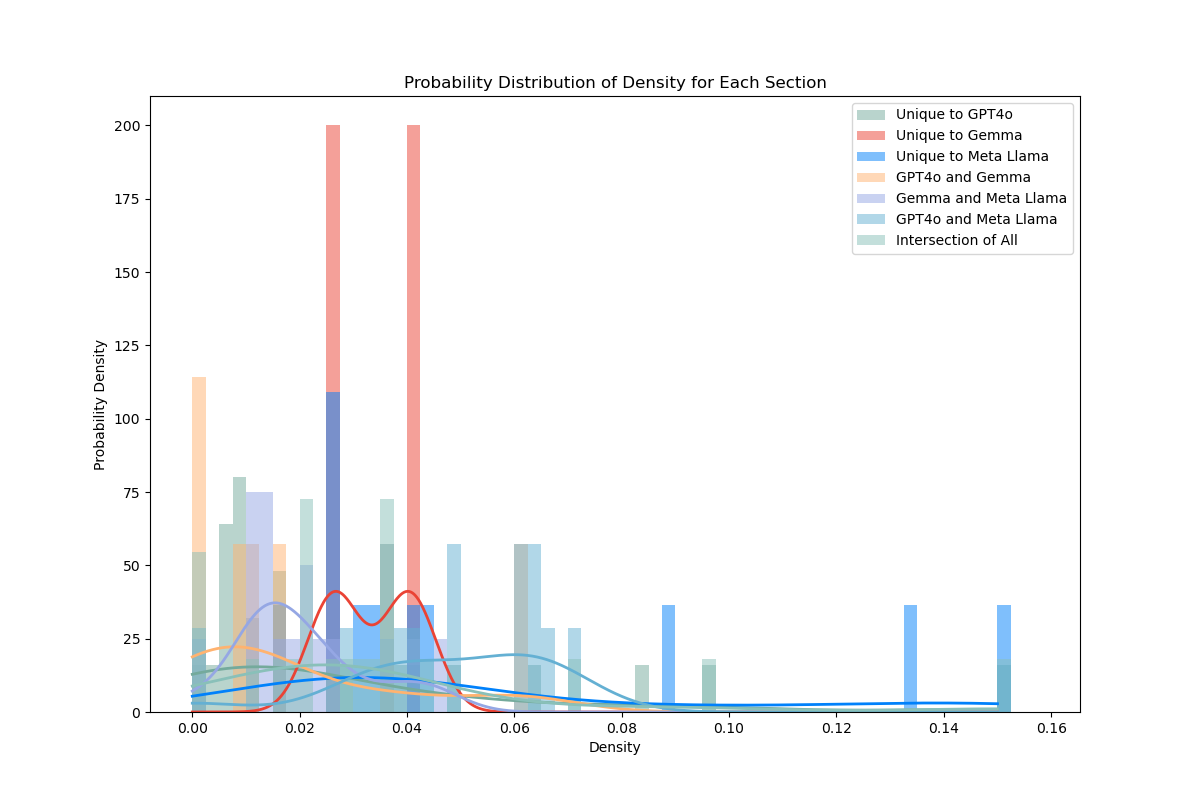 Probability Distribution of Density for Each Section
Unique to GPT4o
Unique to Gemma
Unique to Meta Llama
GPT4o and Gemma
Gemma and Meta Llama
GPT4o and Meta Llama
Intersection of All
Probability Density
200
175
150
125
100
75
50
25
0
0.00 0.02 0.04 0.06 0.08 0.10 0.12 0.14 0.16
Density